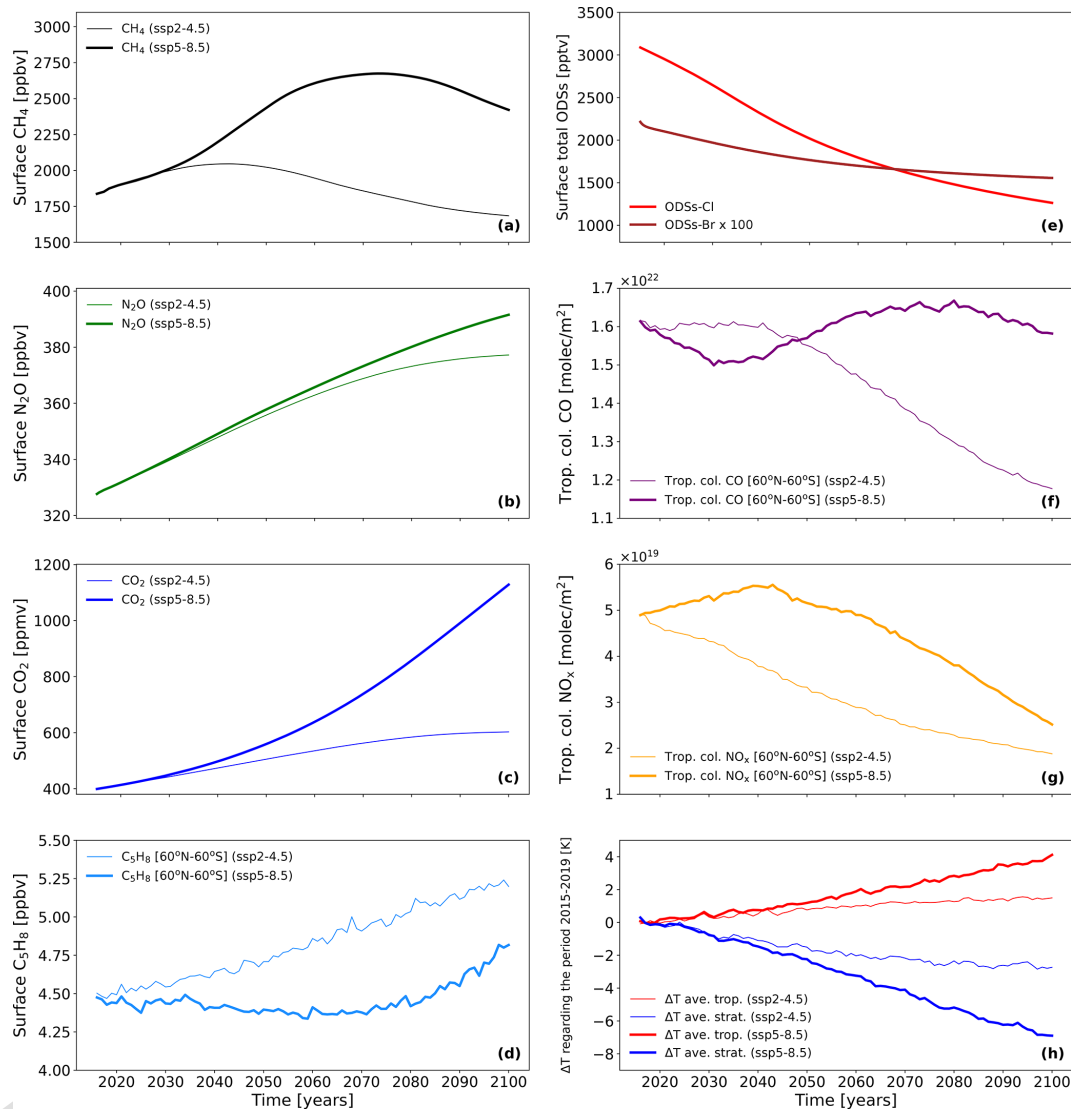 3000
2750
2500
2250
2000
1750
1500
Surface CH₄ [ppbv]
CH₄ (ssp2-4.5)
CH₄ (ssp5-8.5)
(a)
3500
3000
2500
2000
1500
1000
Surface total ODSs [pptv]
ODSs-Cl
ODSs-Br x 100
(e)
400
380
360
340
320
Surface N₂O [ppbv]
N₂O (ssp2-4.5)
N₂O (ssp5-8.5)
(b)
×10²²
1.7
1.6
1.4
1.3
1.2
1.1
Trop. col. CO [molec/m²]
Trop. col. CO [60°N-60°S] (ssp2-4.5)
Trop. col. CO [60°N-60°S] (ssp5-8.5)
(f)
1200
1000
800
600
400
Surface CO₂ [ppmv]
CO₂ (ssp2-4.5)
CO₂ (ssp5-8.5)
(c)
×10¹⁹
6
5
4
3
2
1
Trop. col. NOₓ [molec/m²]
Trop. col. NOₓ [60°N-60°S] (ssp2-4.5)
Trop. col. NOₓ [60°N-60°S] (ssp5-8.5)
(g)
5.50
5.25
5.00
4.75
4.50
4.25
4.00
Surface C₅H₈ [ppbv]
C₅H₈ [60°N-60°S] (ssp2-4.5)
C₅H₈ [60°N-60°S] (ssp5-8.5)
(d)
2020 2030 2040 2050 2060 2070 2080 2090 2100
Time [years]
4
2
0
−2
−4
−6
−8
ΔT regarding the period 2015-2019 [K]
ΔT ave. trop. (ssp2-4.5)
ΔT ave. strat. (ssp2-4.5)
ΔT ave. trop. (ssp5-8.5)
ΔT ave. strat. (ssp5-8.5)
(h)
2020 2030 2040 2050 2060 2070 2080 2090 2100
Time [years]